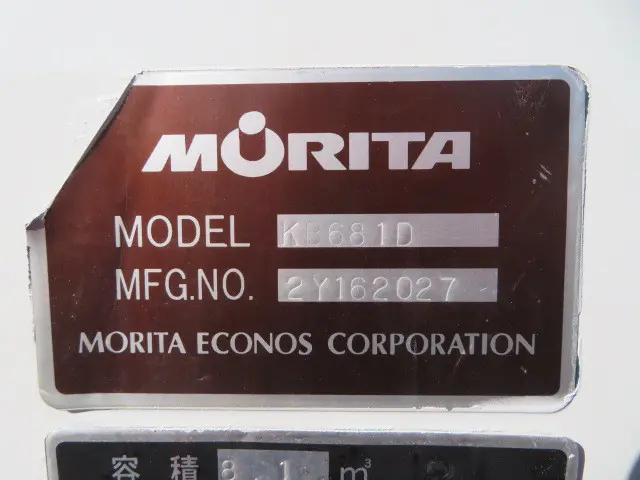 MORITA
MODEL KB681D
MFG.NO. 2Y162027
MORITA ECONOS CORPORATION
容積 8.1 m³